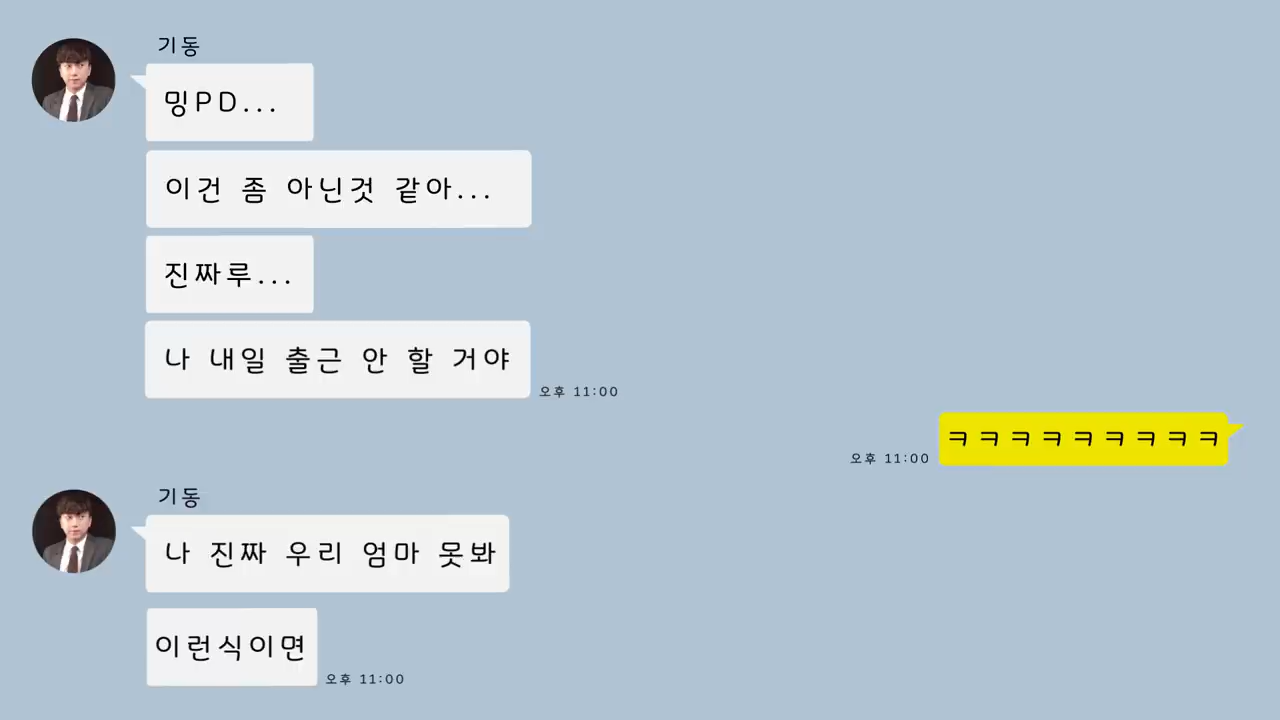 기동
밍PD...
이건 좀 아닌것 같아...
진짜루...
나 내일 출근 안 할 거야
오후 11:00
ㅋㅋㅋㅋㅋㅋㅋㅋㅋ
오후 11:00
기동
나 진짜 우리 엄마 못봐
이런식이면
오후 11:00